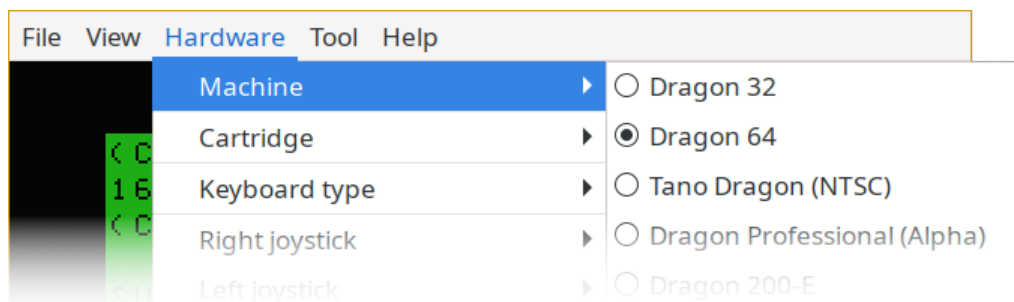 File View Hardware Tool Help
Machine
Cartridge
Keyboard type
Right joystick
Left joystick
Dragon 32
Dragon 64
Tano Dragon (NTSC)
Dragon Professional (Alpha)
Dragon 200-E
(C
16
(C